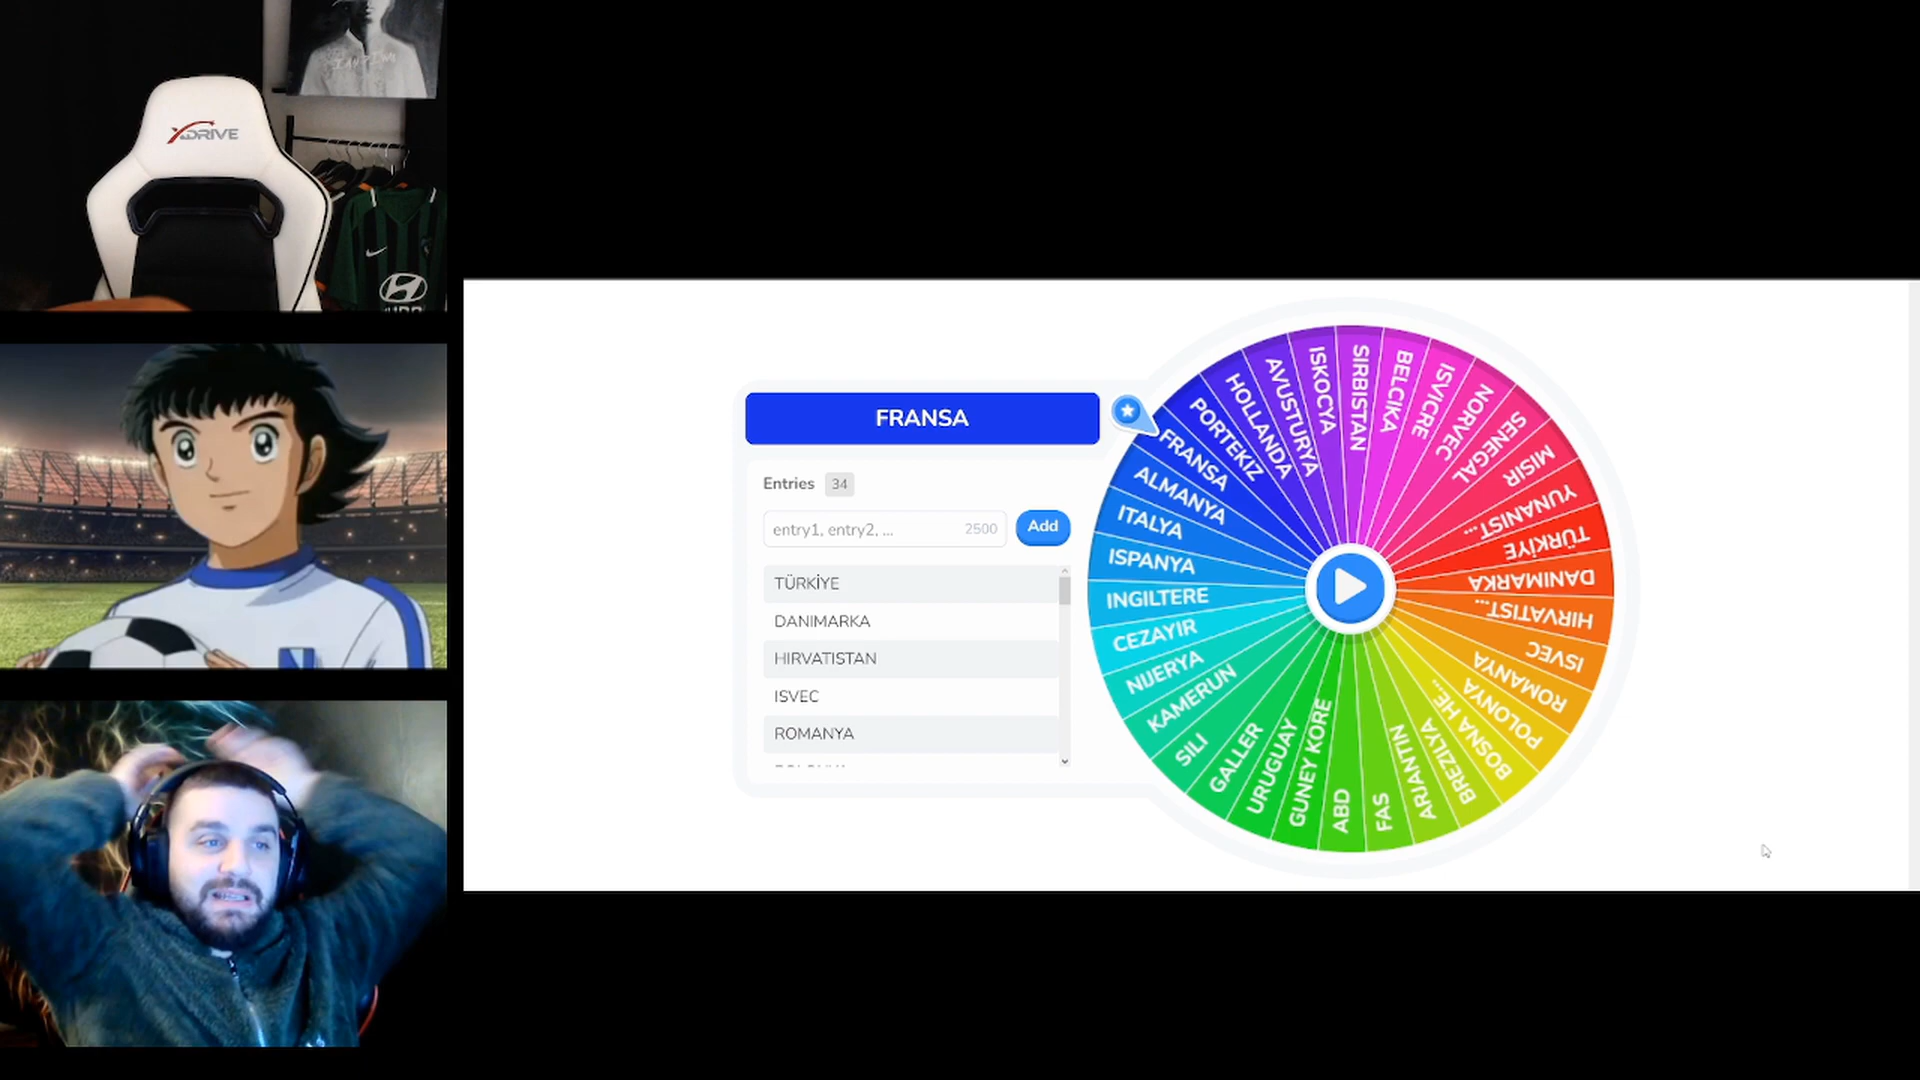 XDRIVE
FRANSA
Entries 34
entry1, entry2, ... 2500
Add
TÜRKİYE
DANIMARKA
HIRVATISTAN
ISVEC
ROMANYA
FRANSA
PORTEKIZ
HOLLANDA
AVUSTURYA
ISKOCYA
SIRBISTAN
BELCIKA
ISVICRE
NORVEC
SENEGAL
MISIR
YUNANIST...
TÜRKİYE
DANIMARKA
HIRVATIST...
ISVEC
ROMANYA
POLONYA
BOSNA HE...
BREZILYA
ARJANTIN
FAS
ABD
GUNEY KORE
URUGUAY
GALLER
SILI
KAMERUN
NIJERYA
CEZAYIR
INGILTERE
ISPANYA
ITALYA
ALMANYA